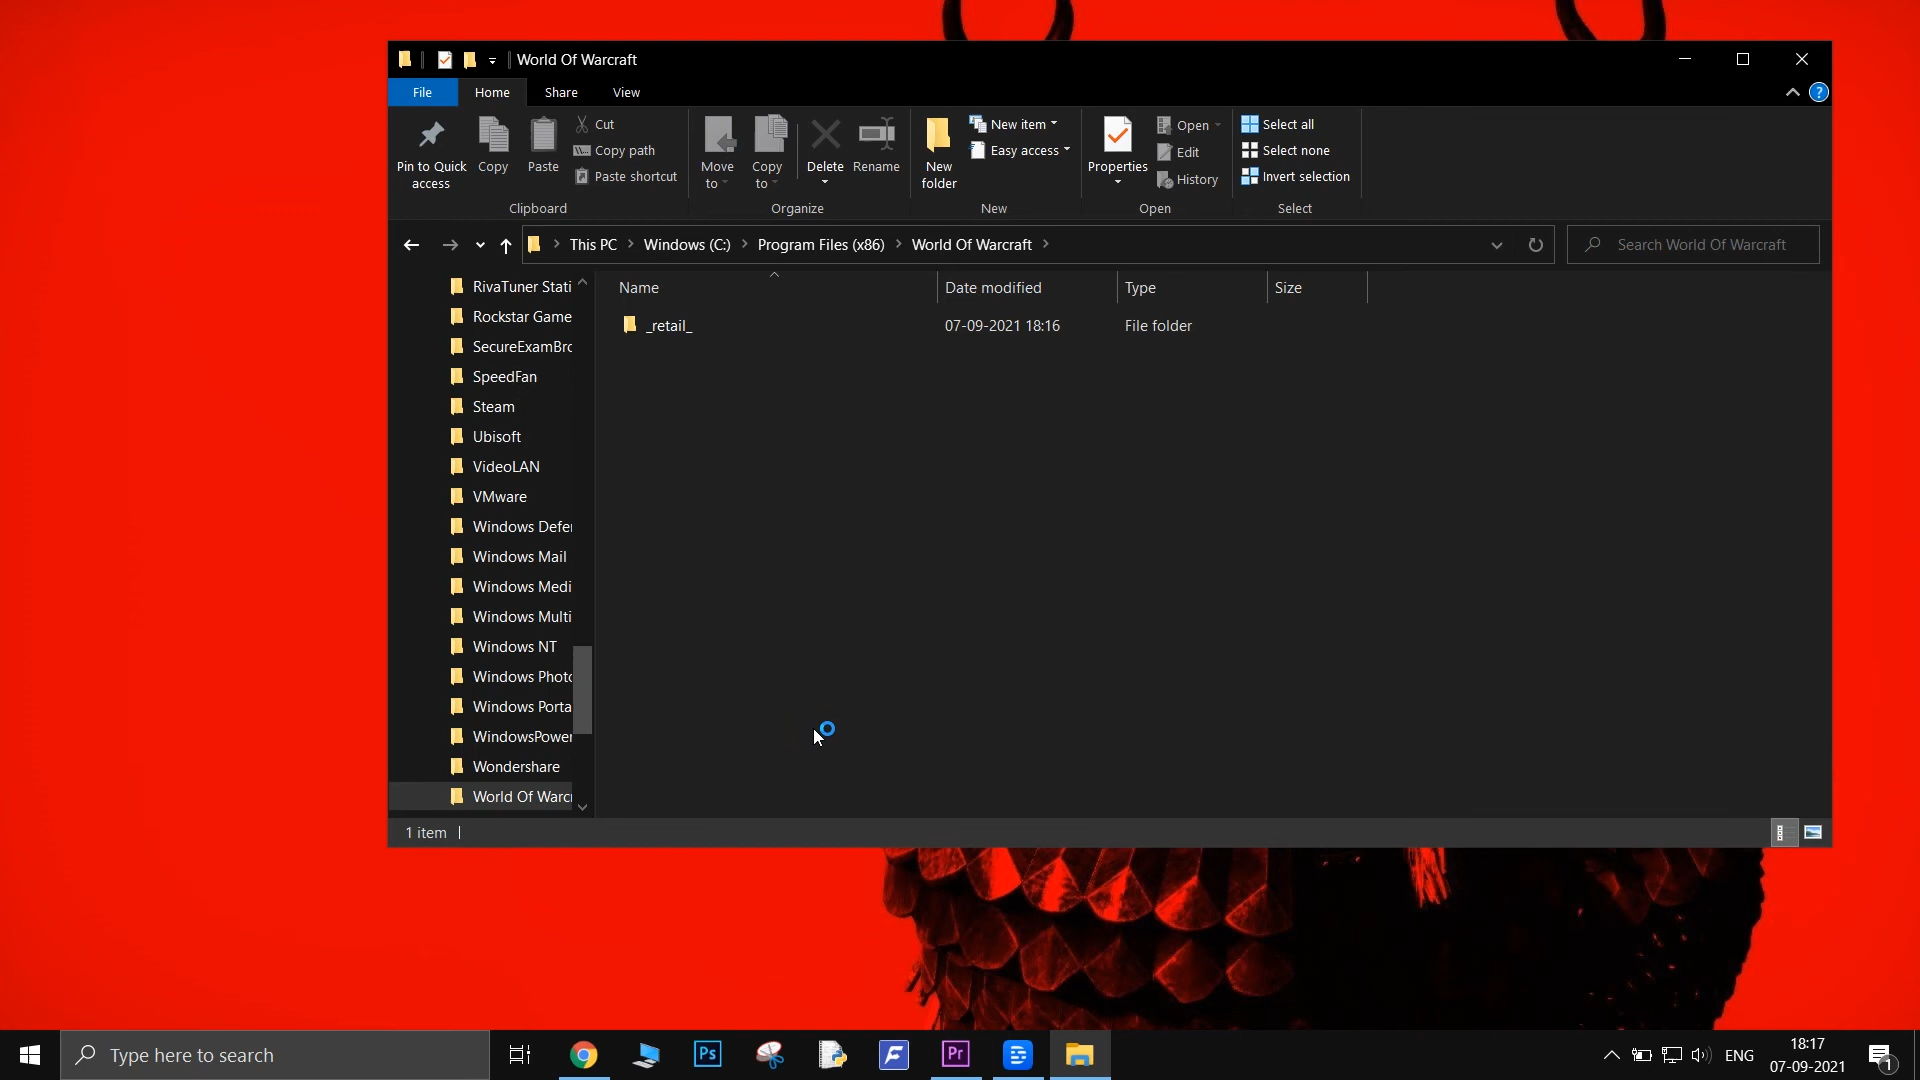 World Of Warcraft
File
Home
Share
View
?
Pin to Quick
access
Copy
Paste
Cut
Copy path
Paste shortcut
Clipboard
Move
to
Copy
to
Delete
Rename
Organize
New
folder
New item
Easy access
New
Properties
Open
Edit
History
Open
Select all
Select none
Invert selection
Select
This PC
Windows (C:)
Program Files (x86)
World Of Warcraft
Search World Of Warcraft
Name
Date modified
Type
Size
_retail_
07-09-2021 18:16
File folder
RivaTuner Stati
Rockstar Game
SecureExamBro
SpeedFan
Steam
Ubisoft
VideoLAN
VMware
Windows Defe
Windows Mail
Windows Medi
Windows Multi
Windows NT
Windows Photo
Windows Porta
WindowsPower
Wondershare
World Of Warc
1 item
Type here to search
Ps
F
Pr
ENG
18:17
07-09-2021
1